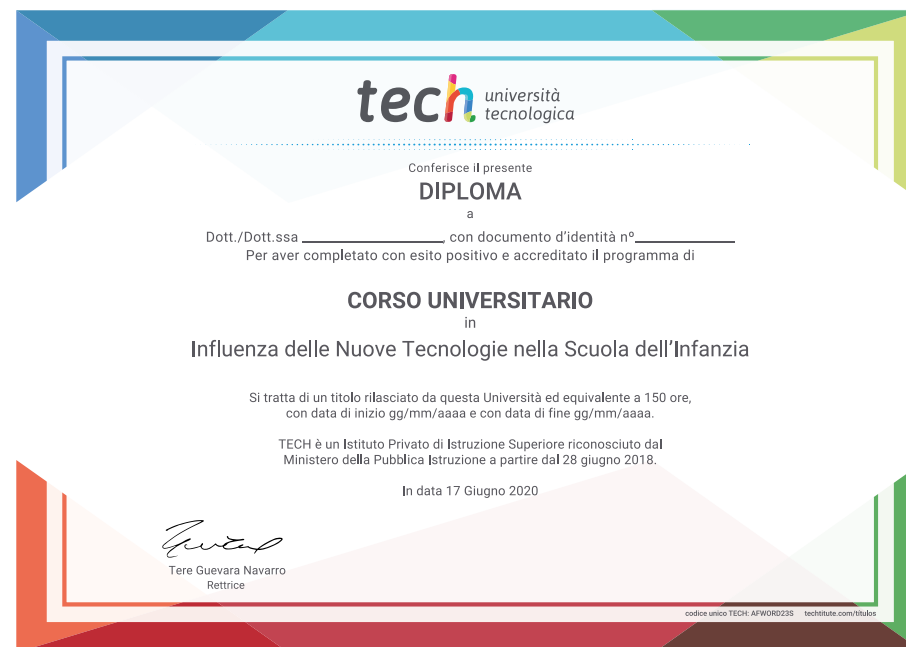 tech università
tecnologica
Conferisce il presente
DIPLOMA
a
Dott./Dott.ssa ________________, con documento d'identità nº____________
Per aver completato con esito positivo e accreditato il programma di
CORSO UNIVERSITARIO
in
Influenza delle Nuove Tecnologie nella Scuola dell'Infanzia
Si tratta di un titolo rilasciato da questa Università ed equivalente a 150 ore,
con data di inizio gg/mm/aaaa e con data di fine gg/mm/aaaa.
TECH è un Istituto Privato di Istruzione Superiore riconosciuto dal
Ministero della Pubblica Istruzione a partire dal 28 giugno 2018.
In data 17 Giugno 2020
Tere Guevara Navarro
Rettrice
codice unico TECH: AFWORD23S techtitute.com/titulos